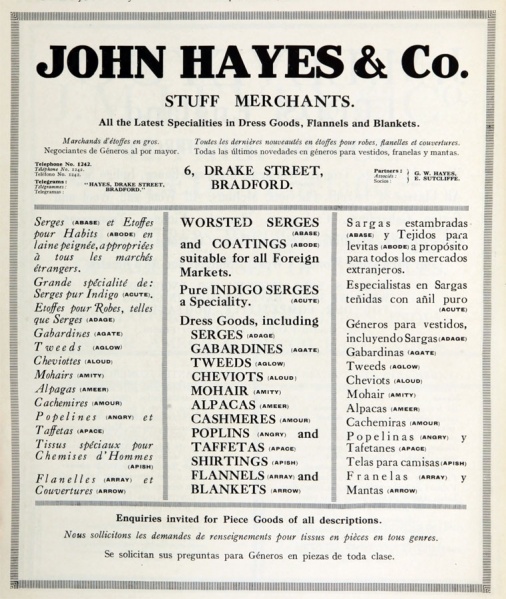 JOHN HAYES & Co.
STUFF MERCHANTS.
All the Latest Specialities in Dress Goods, Flannels and Blankets.
Marchands d'étoffes en gros.
Negociantes de Géneros al por mayor.
Toutes les dernières nouveautés en étoffes pour robes, flanelles et couvertures.
Todas las últimas novedades en géneros para vestidos, franelas y mantas.
Telephone No. 1242.
Téléphone No. 1242.
Teléfono No. 1242.
Telegrams:
Télégrammes:
Telegramas:
"HAYES, DRAKE STREET,
BRADFORD."
6, DRAKE STREET,
BRADFORD.
Partners:
Associés:
Socios:
G. W. HAYES,
E. SUTCLIFFE.
Serges (ABASE) et Etoffes
pour Habits (ABODE) en
laine peignée, appropriées
à tous les marchés
étrangers.
Grande spécialité de:
Serges pur Indigo (ACUTE),
Etoffes pour Robes, telles
que Serges (ADAGE)
Gabardines (AGATE)
Tweeds (AGLOW)
Cheviottes (ALOUD)
Mohairs (AMITY)
Alpagas (AMEER)
Cachemires (AMOUR)
Popelines (ANGRY) et
Taffetas (APACE)
Tissus spéciaux pour
Chemises d'Hommes
(APISH)
Flanelles (ARRAY) et
Couvertures (ARROW)
WORSTED SERGES
(ABASE)
and COATINGS (ABODE)
suitable for all Foreign
Markets.
Pure INDIGO SERGES
a Speciality. (ACUTE)
Dress Goods, including
SERGES (ADAGE)
GABARDINES (AGATE)
TWEEDS (AGLOW)
CHEVIOTS (ALOUD)
MOHAIR (AMITY)
ALPACAS (AMEER)
CASHMERES (AMOUR)
POPLINS (ANGRY) and
TAFFETAS (APACE)
SHIRTINGS (APISH)
FLANNELS (ARRAY) and
BLANKETS (ARROW)
Sargas estambradas
(ABASE) y Tejidos para
levitas (ABODE) a propósito
para todos los mercados
extranjeros.
Especialistas en Sargas
teñidas con añil puro
(ACUTE)
Géneros para vestidos,
incluyendo Sargas (ADAGE)
Gabardinas (AGATE)
Tweeds (AGLOW)
Cheviots (ALOUD)
Mohair (AMITY)
Alpacas (AMEER)
Cachemiras (AMOUR)
Popelinas (ANGRY) y
Tafetanes (APACE)
Telas para camisas (APISH)
Franelas (ARRAY) y
Mantas (ARROW)
Enquiries invited for Piece Goods of all descriptions.
Nous sollicitons les demandes de renseignements pour tissus en pièces en tous genres.
Se solicitan sus preguntas para Géneros en piezas de toda clase.